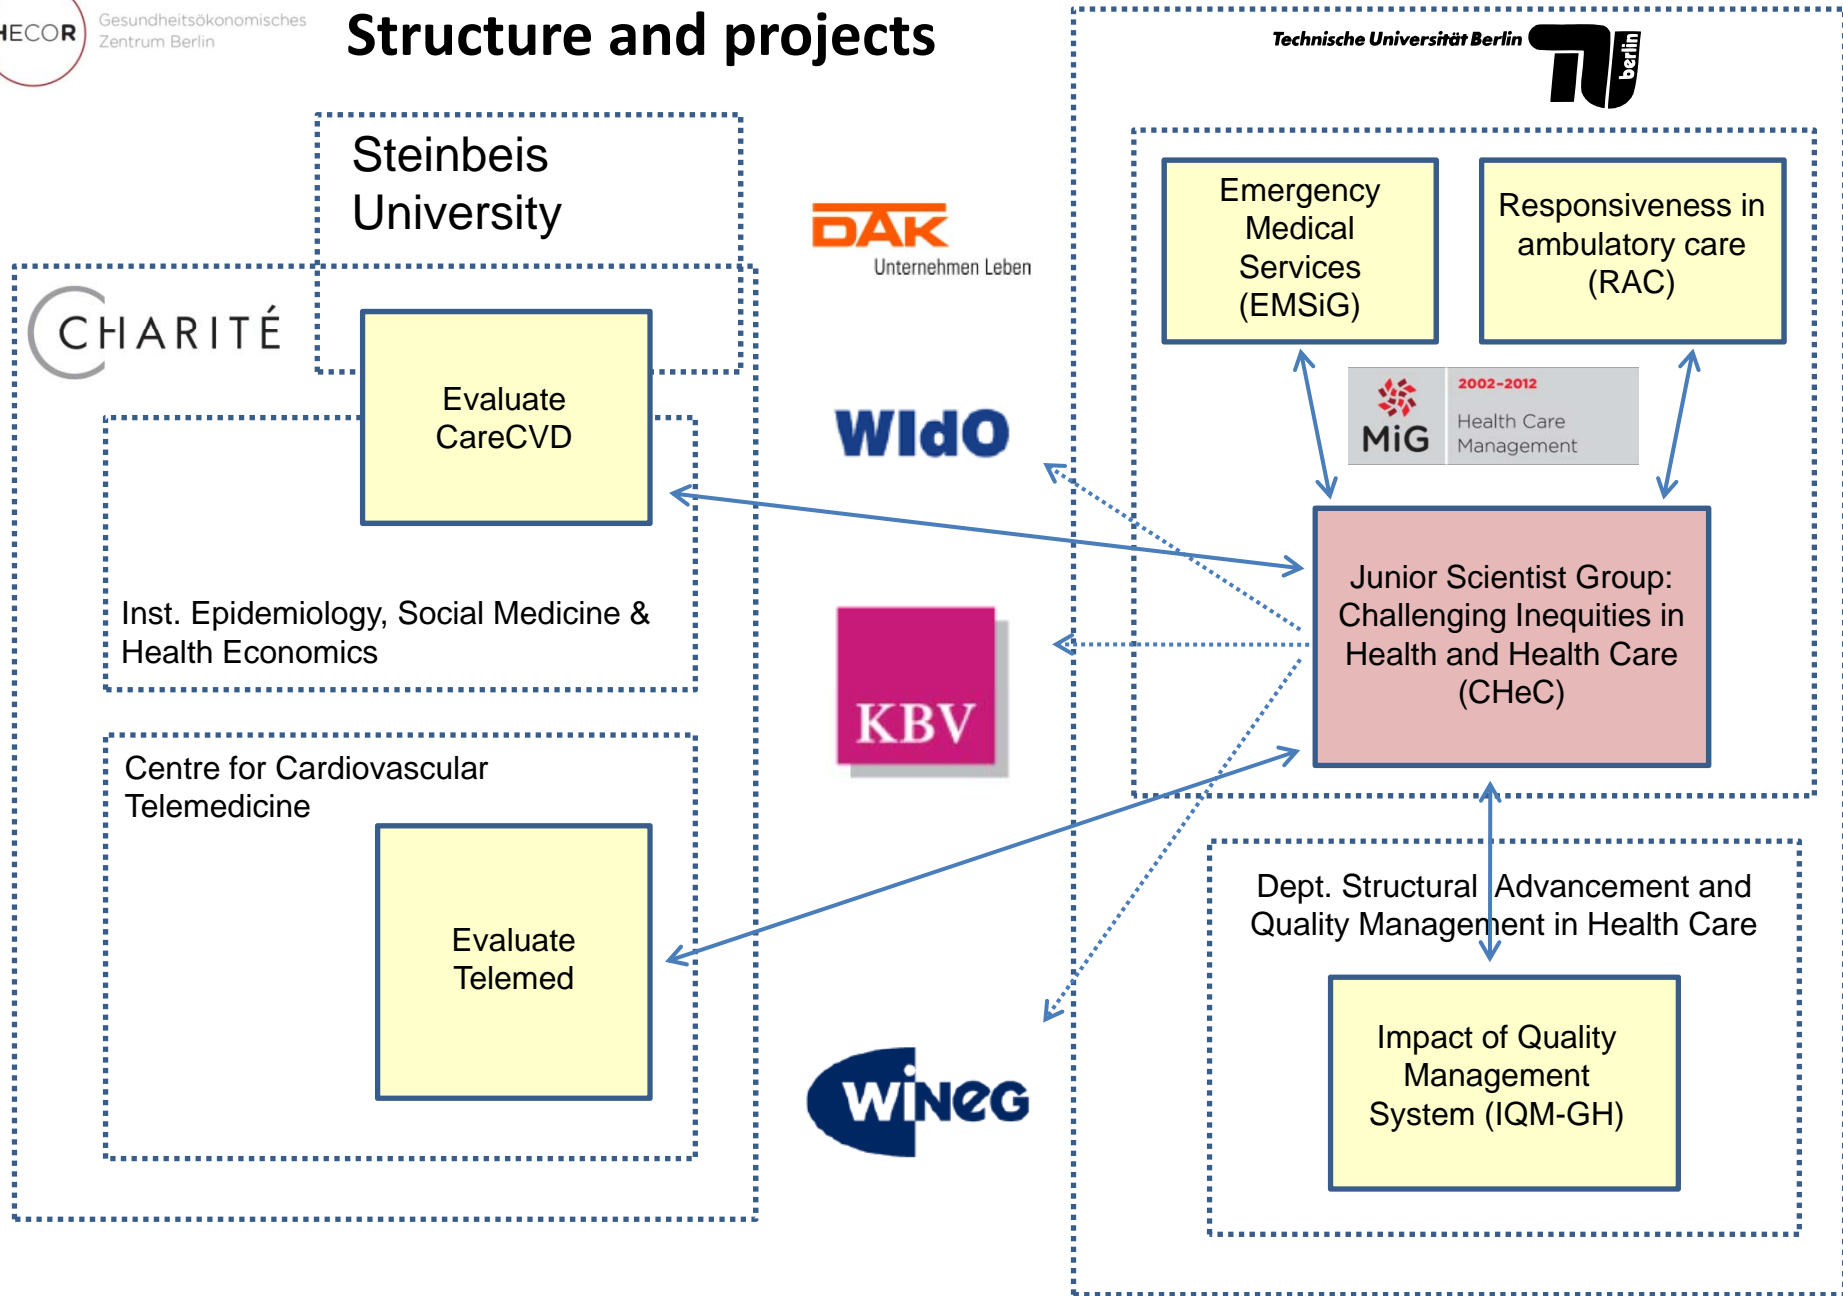 HECOR
Gesundheitsökonomisches
Zentrum Berlin
Structure and projects
Technische Universität Berlin
berlin
Steinbeis
University
CHARITÉ
Evaluate
CareCVD
Inst. Epidemiology, Social Medicine &
Health Economics
Centre for Cardiovascular
Telemedicine
Evaluate
Telemed
DAK
Unternehmen Leben
WIdO
KBV
WiNeG
Emergency
Medical
Services
(EMSiG)
Responsiveness in
ambulatory care
(RAC)
MiG
2002-2012
Health Care
Management
Junior Scientist Group:
Challenging Inequities in
Health and Health Care
(CHeC)
Dept. Structural Advancement and
Quality Management in Health Care
Impact of Quality
Management
System (IQM-GH)